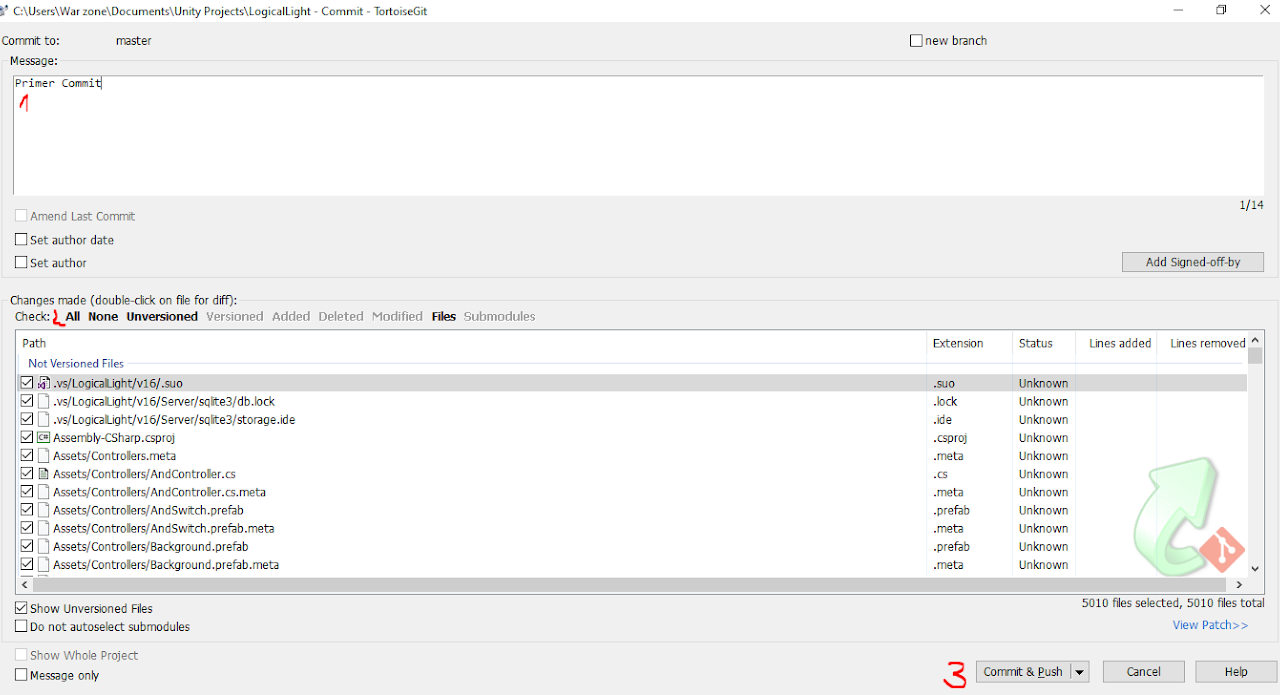 C:\Users\War zone\Documents\Unity Projects\LogicalLight - Commit - TortoiseGit
Commit to: master new branch
Message:
Primer Commit
1
1/14
Amend Last Commit
Set author date
Set author
Add Signed-off-by
Changes made (double-click on file for diff):
Check: 2 All None Unversioned Versioned Added Deleted Modified Files Submodules
Path Extension Status Lines added Lines removed
Not Versioned Files
.vs/LogicalLight/v16/.suo .suo Unknown
.vs/LogicalLight/v16/Server/sqlite3/db.lock .lock Unknown
.vs/LogicalLight/v16/Server/sqlite3/storage.ide .ide Unknown
Assembly-CSharp.csproj .csproj Unknown
Assets/Controllers.meta .meta Unknown
Assets/Controllers/AndController.cs .cs Unknown
Assets/Controllers/AndController.cs.meta .meta Unknown
Assets/Controllers/AndSwitch.prefab .prefab Unknown
Assets/Controllers/AndSwitch.prefab.meta .meta Unknown
Assets/Controllers/Background.prefab .prefab Unknown
Assets/Controllers/Background.prefab.meta .meta Unknown
Show Unversioned Files 5010 files selected, 5010 files total
Do not autoselect submodules View Patch>>
Show Whole Project
Message only
3 Commit & Push Cancel Help